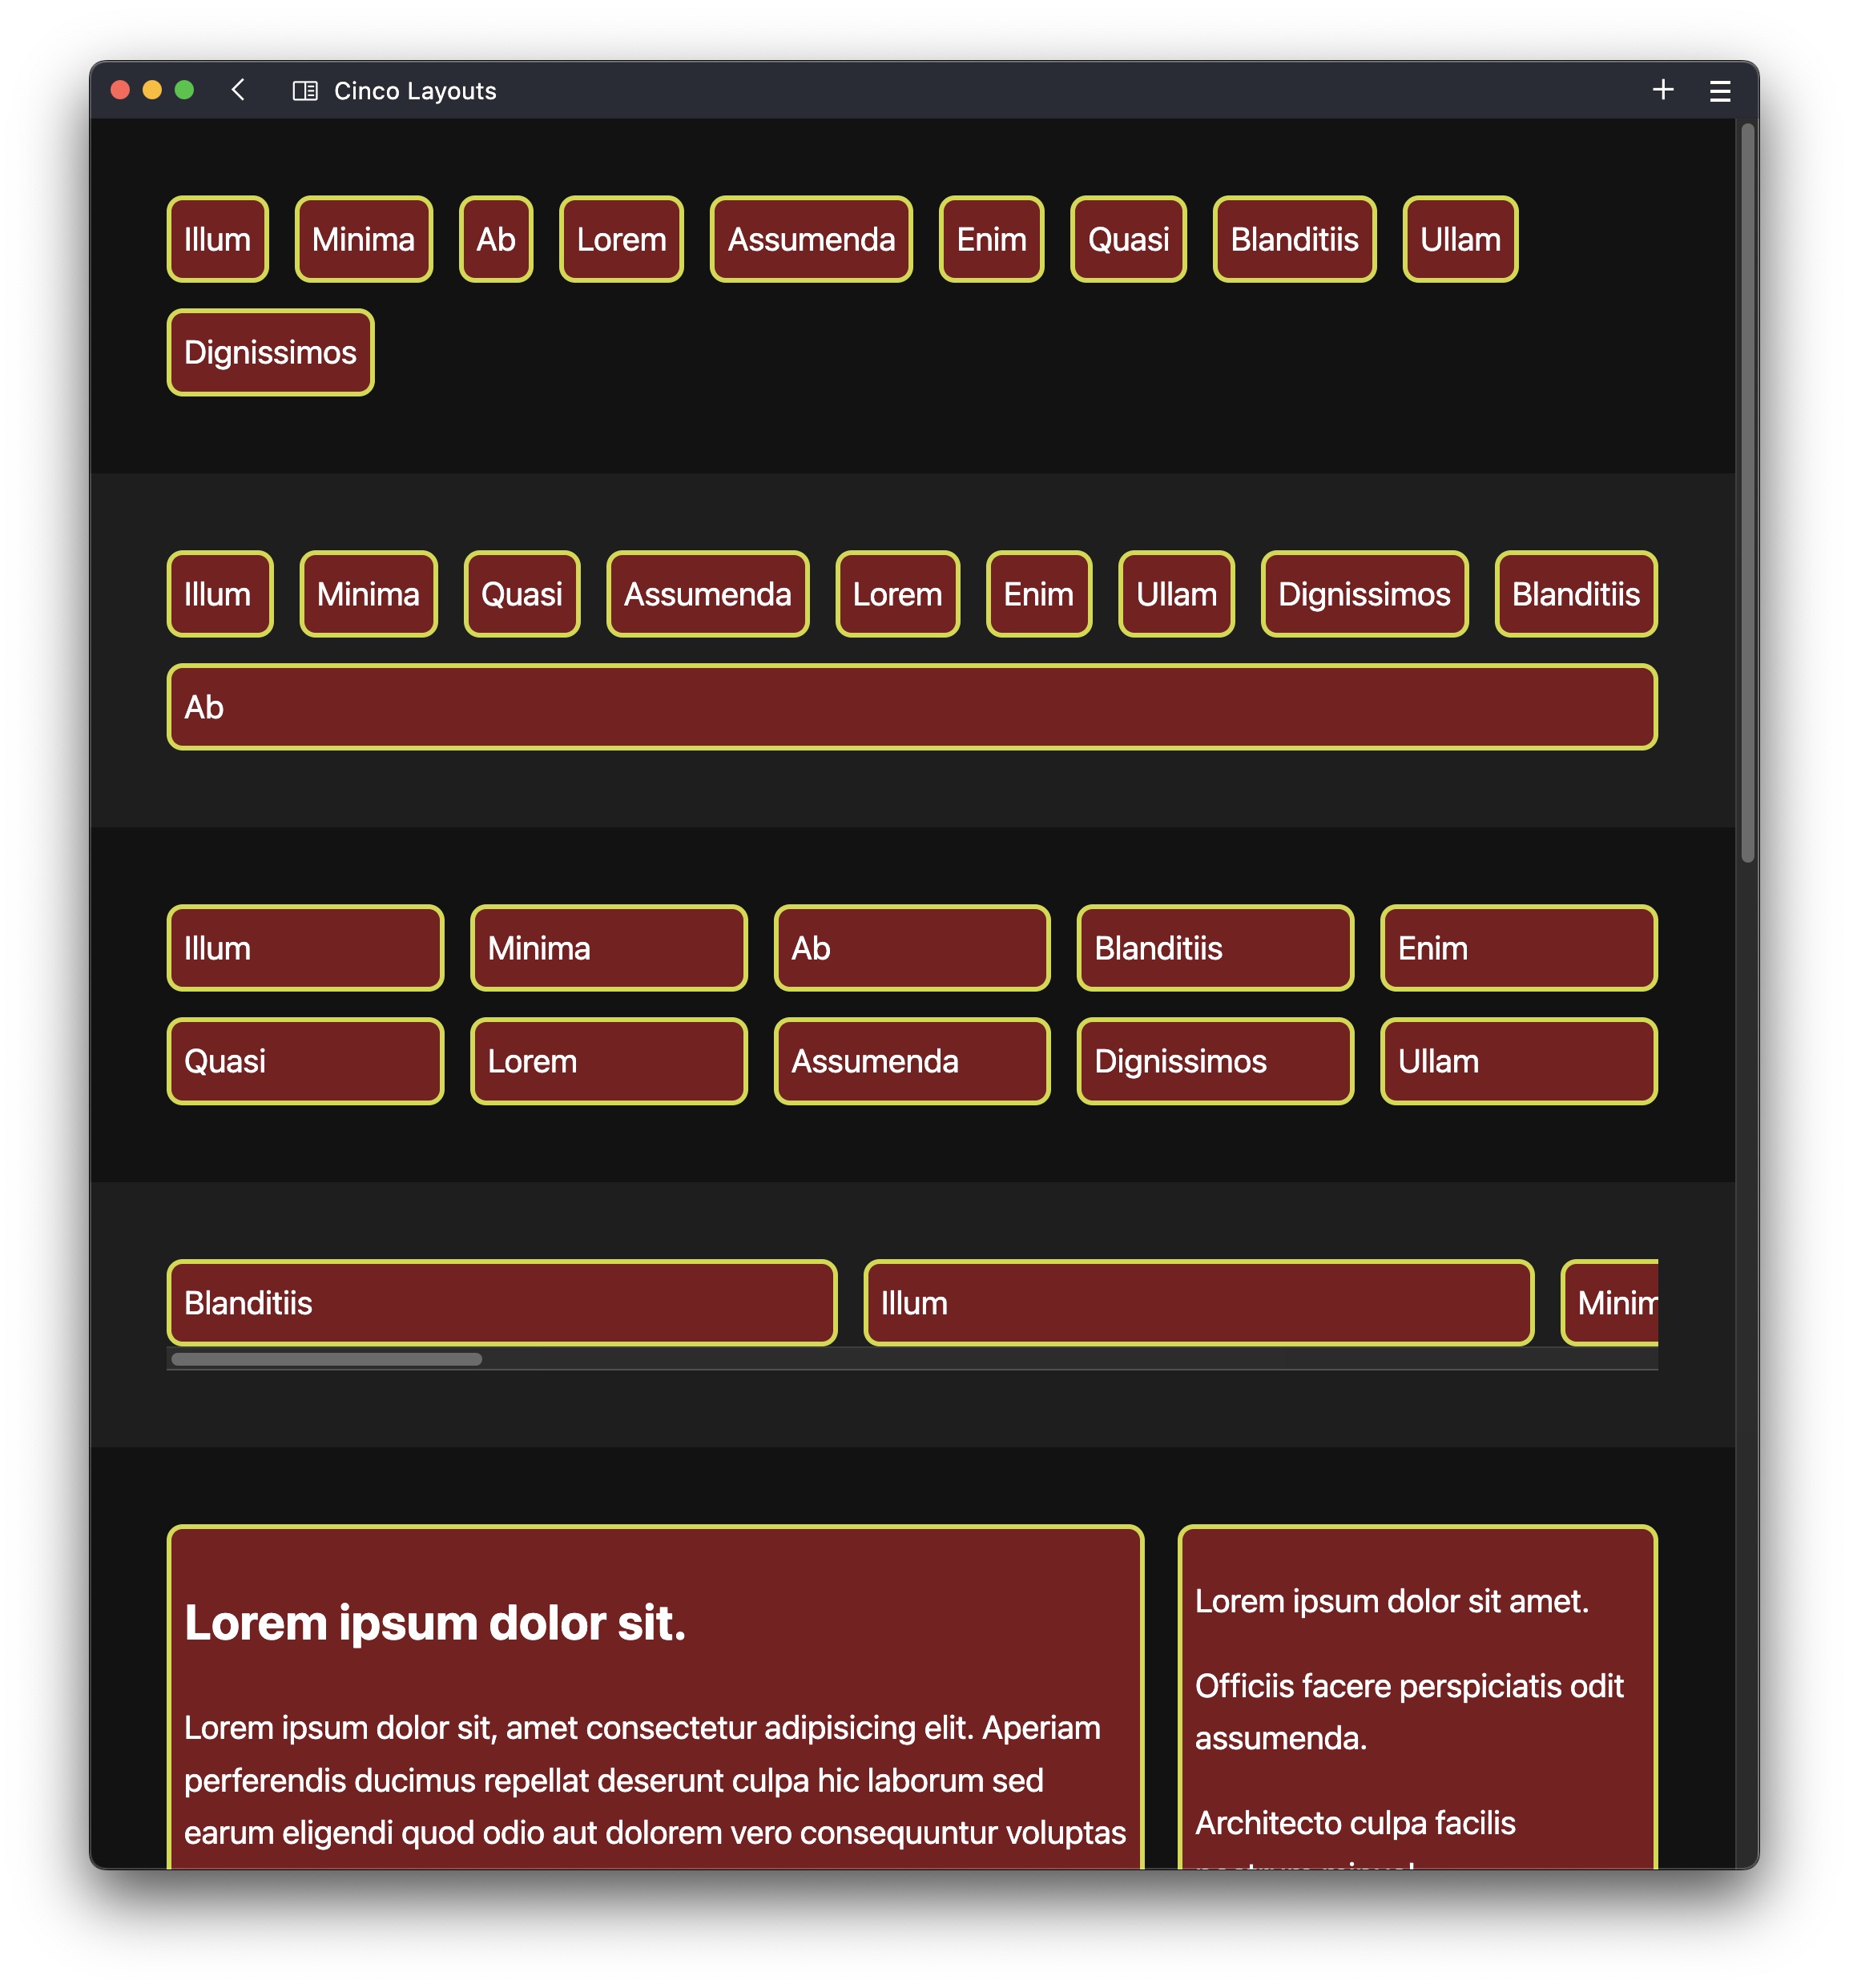 Cinco Layouts
Illum Minima Ab Lorem Assumenda Enim Quasi Blanditiis Ullam
Dignissimos
Illum Minima Quasi Assumenda Lorem Enim Ullam Dignissimos Blanditiis
Ab
Illum Minima Ab Blanditiis Enim
Quasi Lorem Assumenda Dignissimos Ullam
Blanditiis Illum
Lorem ipsum dolor sit.
Lorem ipsum dolor sit, amet consectetur adipisicing elit. Aperiam
perferendis ducimus repellat deserunt culpa hic laborum sed
earum eligendi quod odio aut dolorem vero consequuntur voluptas
Lorem ipsum dolor sit amet.
Officiis facere perspiciatis odit
assumenda.
Architecto culpa facilis